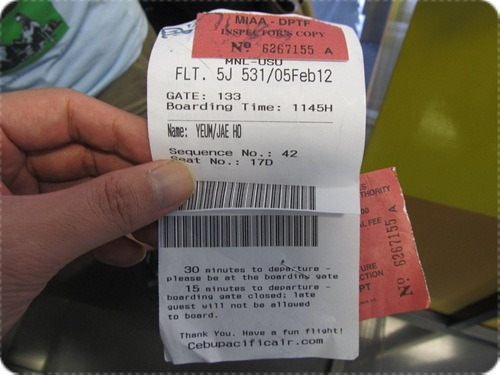 MIAA - DPTF
INSPECTOR'S COPY
Nº 6267155 A
MNL-USU
FLT. 5J 531/05Feb12
GATE: 133
Boarding Time: 1145H
Name: YEUM/JAE HO
Sequence No.: 42
Seat No.: 17D
30 minutes to departure -
please be at the boarding gate
15 minutes to departure -
boarding gate closed; late
guest will not be allowed
to board.
Thank You. Have a fun flight!
Cebupacificair.com
AUTHORITY
FEE
Nº 6267155 A